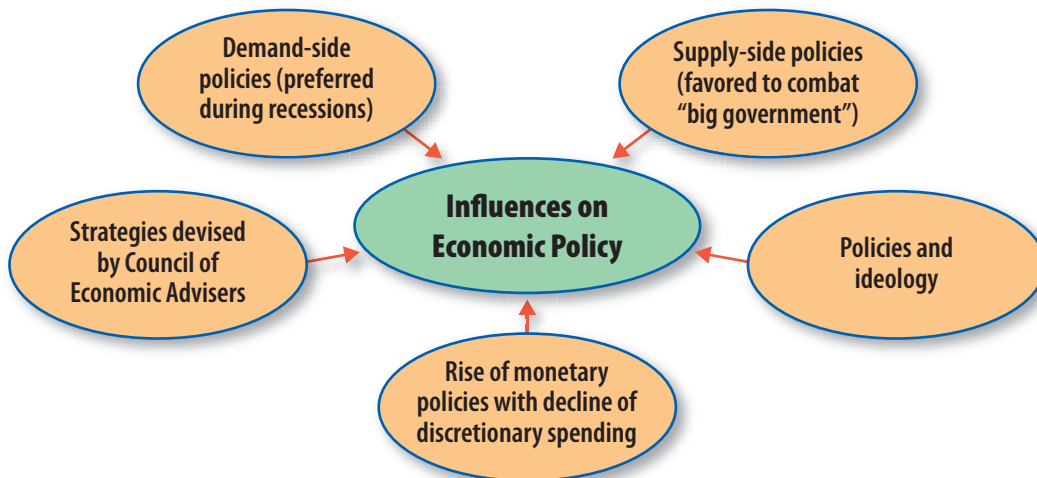 Demand-side
policies (preferred
during recessions)
Supply-side policies
(favored to combat
“big government”)
Influences on
Economic Policy
Strategies devised
by Council of
Economic Advisers
Policies and
ideology
Rise of monetary
policies with decline of
discretionary spending